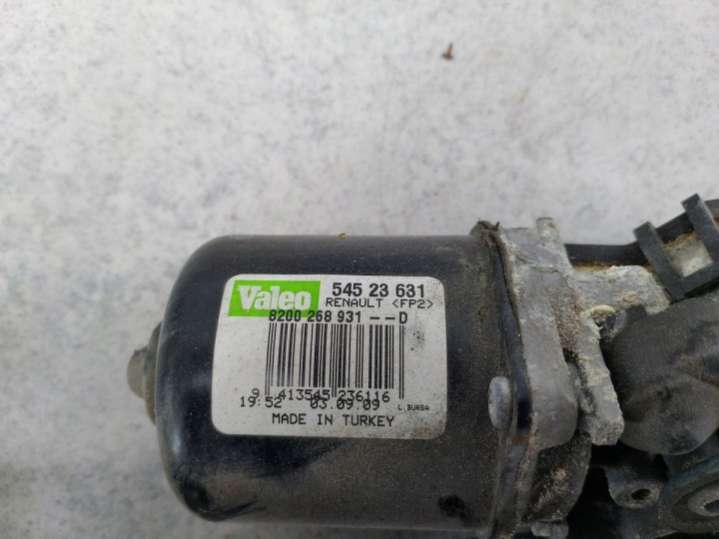 Valeo 545 23 631
RENAULT <FP2>
8200 268 931 --D
9 413545 236116
19:52 03.09.09 L.BURSA
MADE IN TURKEY